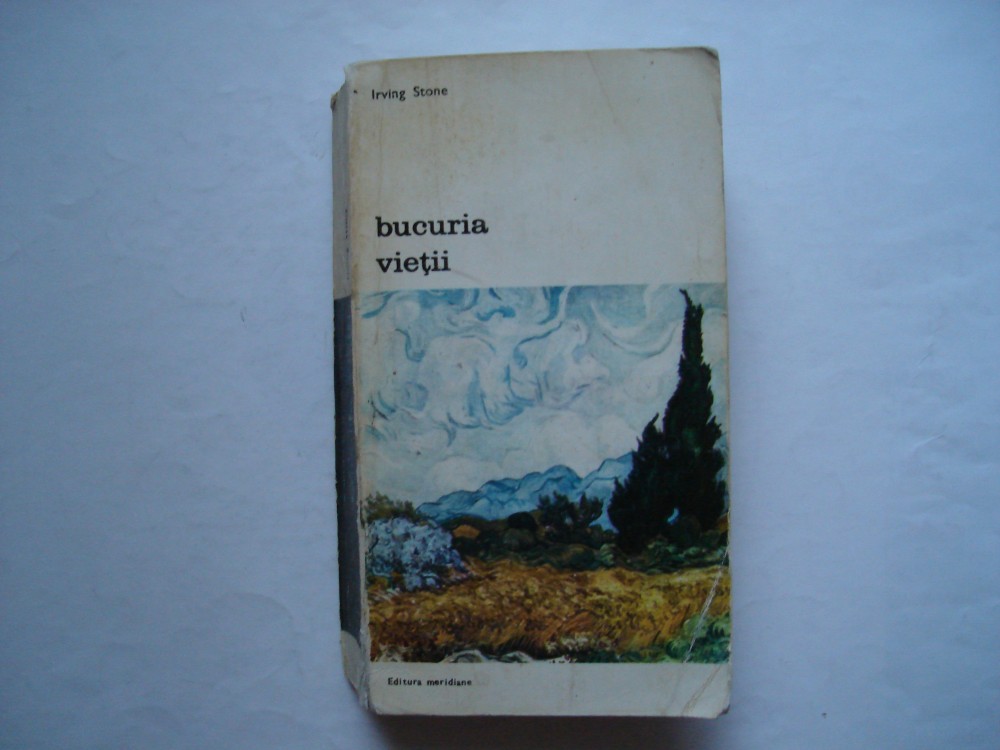 Irving Stone
bucuria
vieţii
Editura meridiane